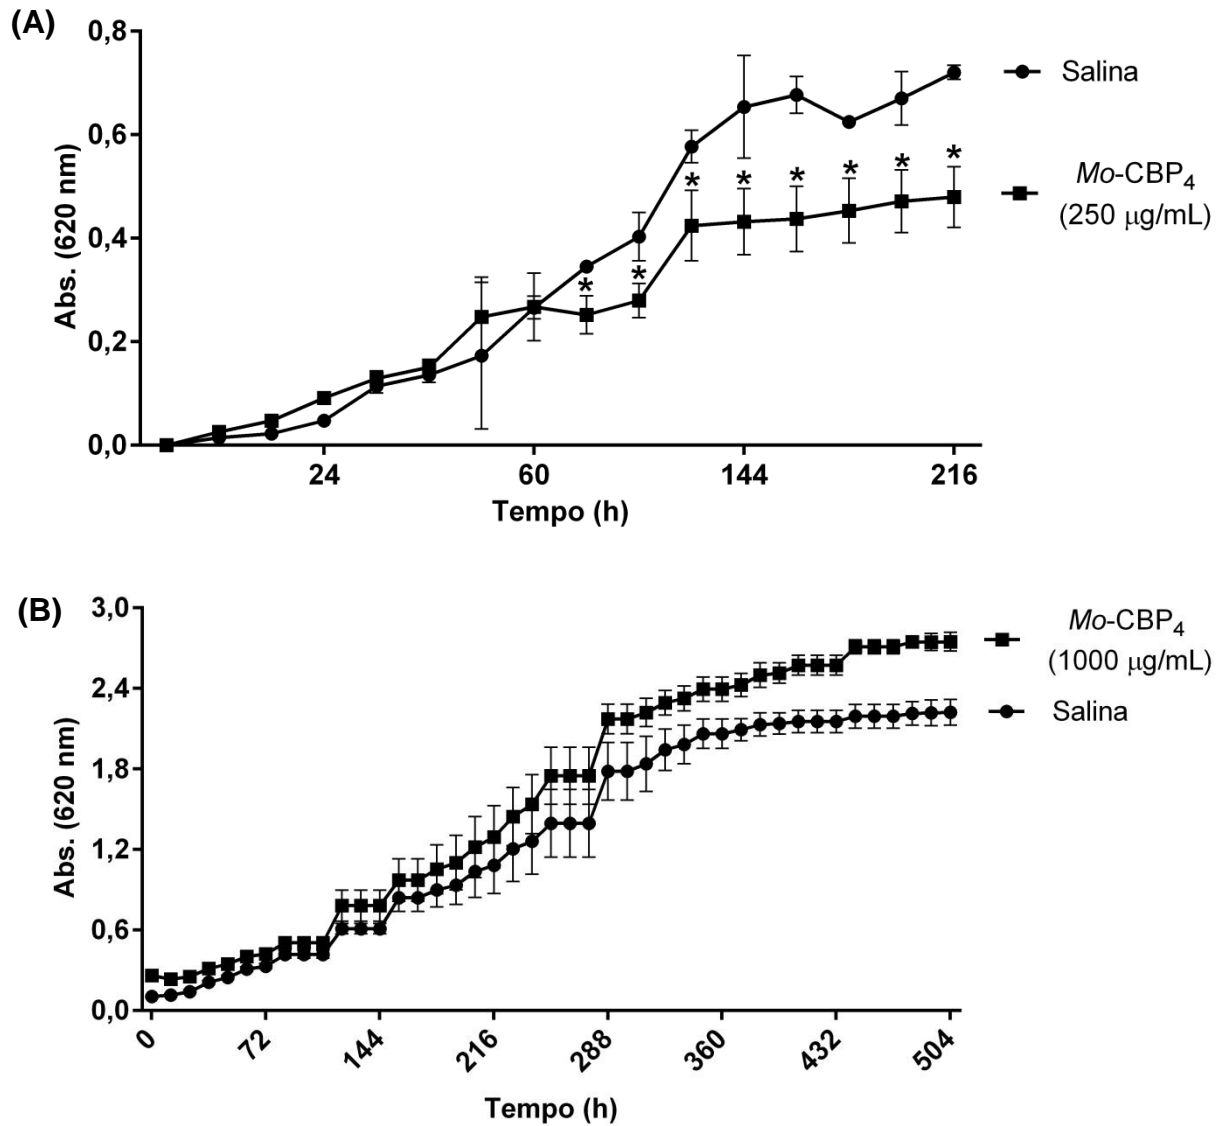 (A)
0,8
0,6
0,4
0,2
0,0
Abs. (620 nm)
24
60
144
216
Tempo (h)
* * * * * * * *
Salina
Mo-CBP4
(250 μg/mL)
(B)
3,0
2,4
1,8
1,2
0,6
0,0
Abs. (620 nm)
0
72
144
216
288
360
432
504
Tempo (h)
Mo-CBP4
(1000 μg/mL)
Salina